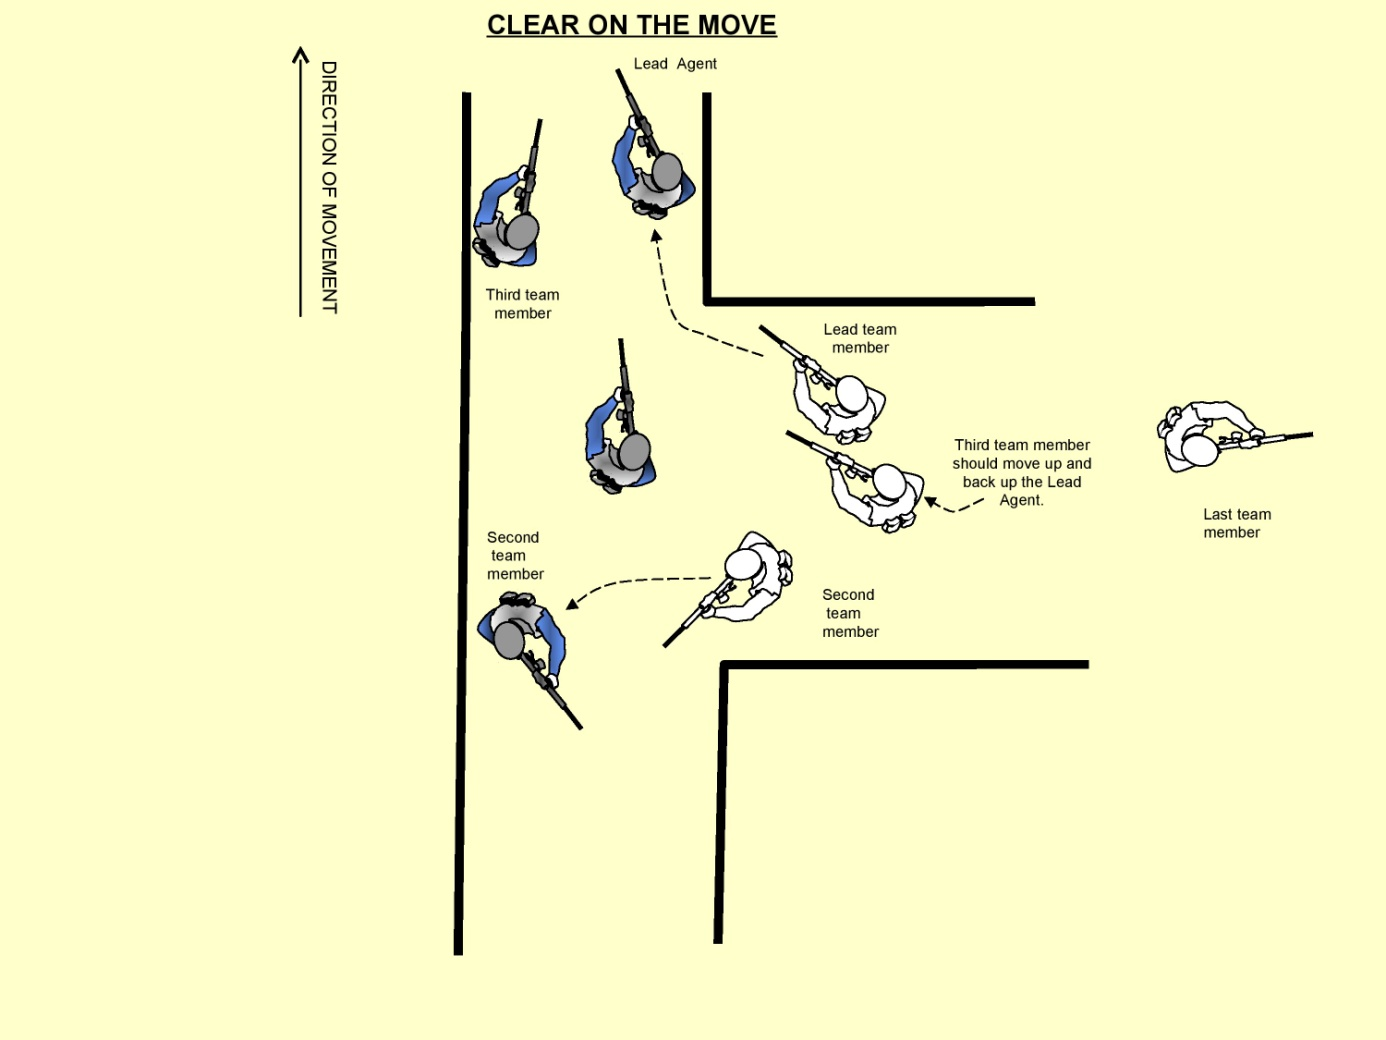 CLEAR ON THE MOVE
DIRECTION OF MOVEMENT
Lead  Agent
Third team
member
Lead team
member
Third team member
should move up and
back up the Lead
Agent.
Last team
member
Second
team
member
Second
team
member